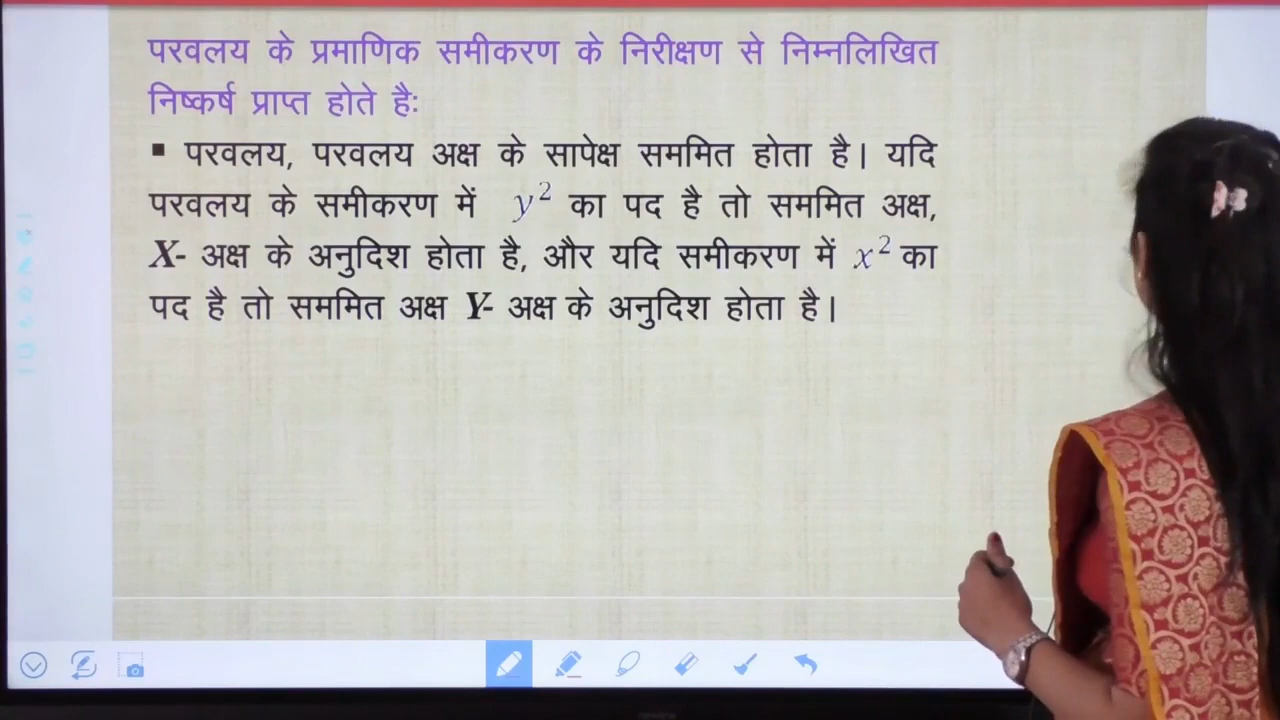 परवलय के प्रमाणिक समीकरण के निरीक्षण से निम्नलिखित
निष्कर्ष प्राप्त होते है:
▪ परवलय, परवलय अक्ष के सापेक्ष सममित होता है। यदि
परवलय के समीकरण में y² का पद है तो सममित अक्ष,
X- अक्ष के अनुदिश होता है, और यदि समीकरण में x² का
पद है तो सममित अक्ष Y- अक्ष के अनुदिश होता है।